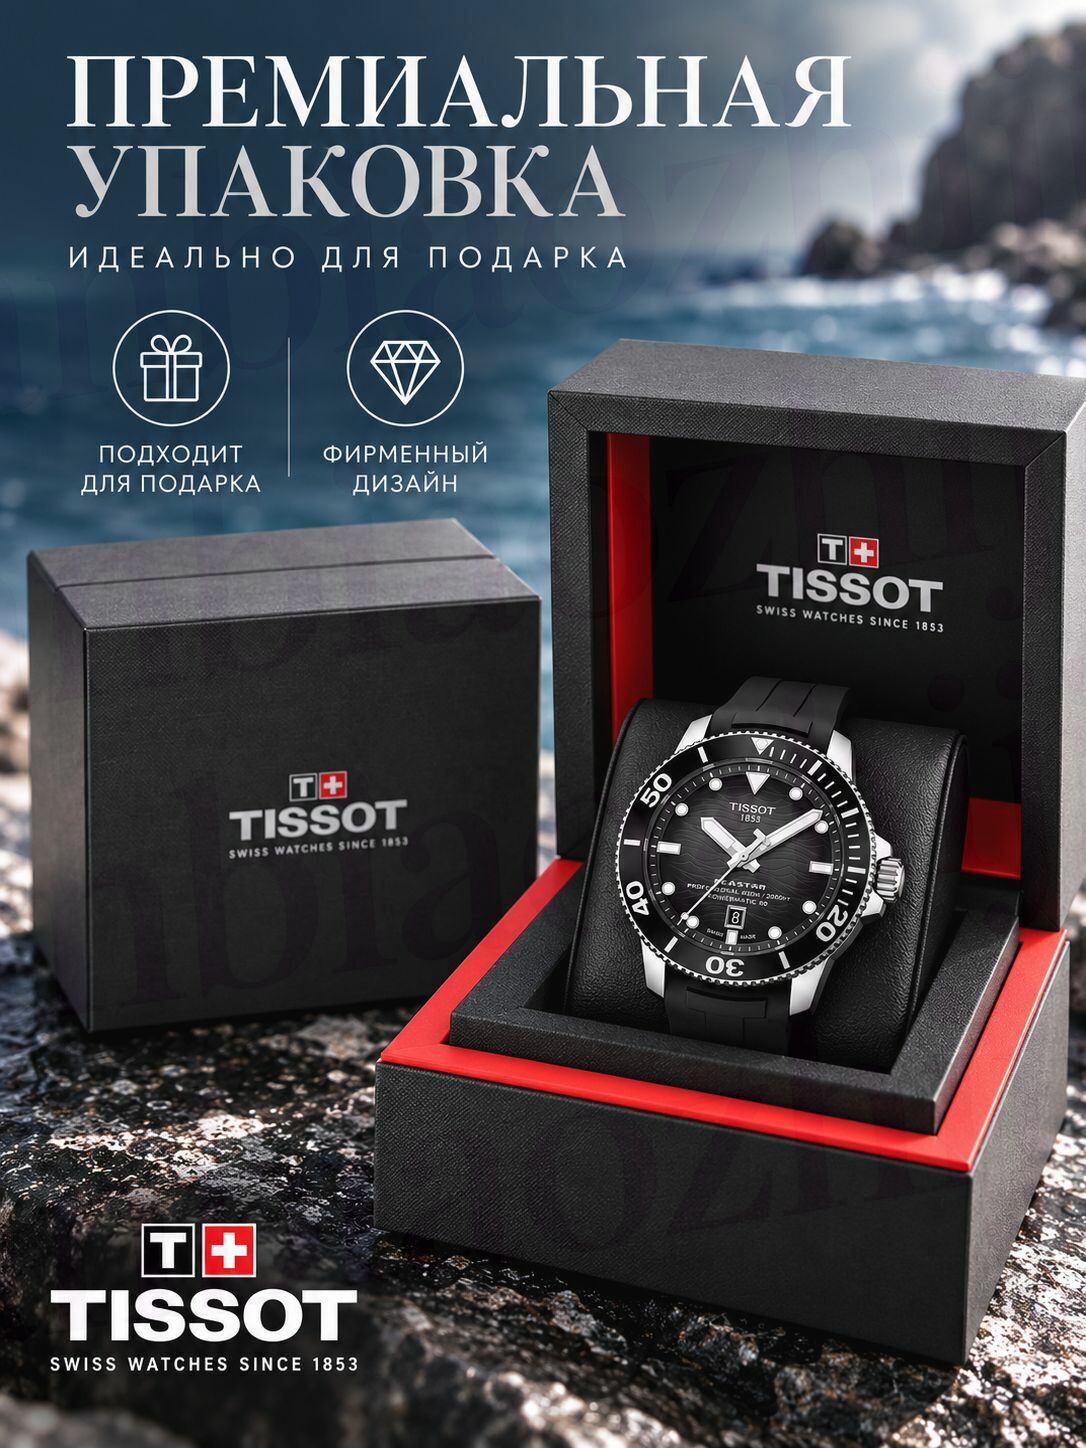 ПРЕМИАЛЬНАЯ
УПАКОВКА
ИДЕАЛЬНО ДЛЯ ПОДАРКА
ПОДХОДИТ
ДЛЯ ПОДАРКА
ФИРМЕННЫЙ
ДИЗАЙН
T+
TISSOT
SWISS WATCHES SINCE 1853
T+
TISSOT
SWISS WATCHES SINCE 1853
50
TISSOT
1853
40
20
8
30
T+
TISSOT
SWISS WATCHES SINCE 1853